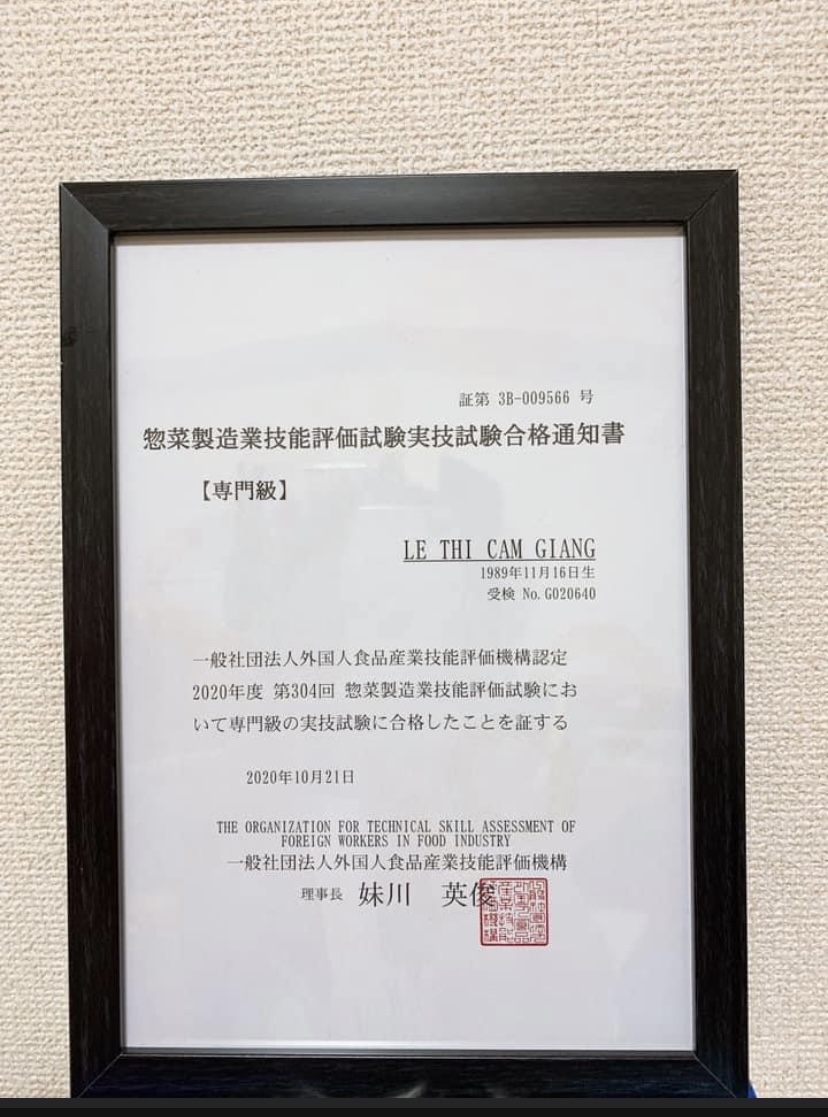 証第 3B-009566 号
惣菜製造業技能評価試験実技試験合格通知書
【専門級】
LE THI CAM GIANG
1989年11月16日生
受検 No.G020640
一般社団法人外国人食品産業技能評価機構認定
2020年度 第304回 惣菜製造業技能評価試験にお
いて専門級の実技試験に合格したことを証する
2020年10月21日
THE ORGANIZATION FOR TECHNICAL SKILL ASSESSMENT OF
FOREIGN WORKERS IN FOOD INDUSTRY
一般社団法人外国人食品産業技能評価機構
理事長 妹川 英俊